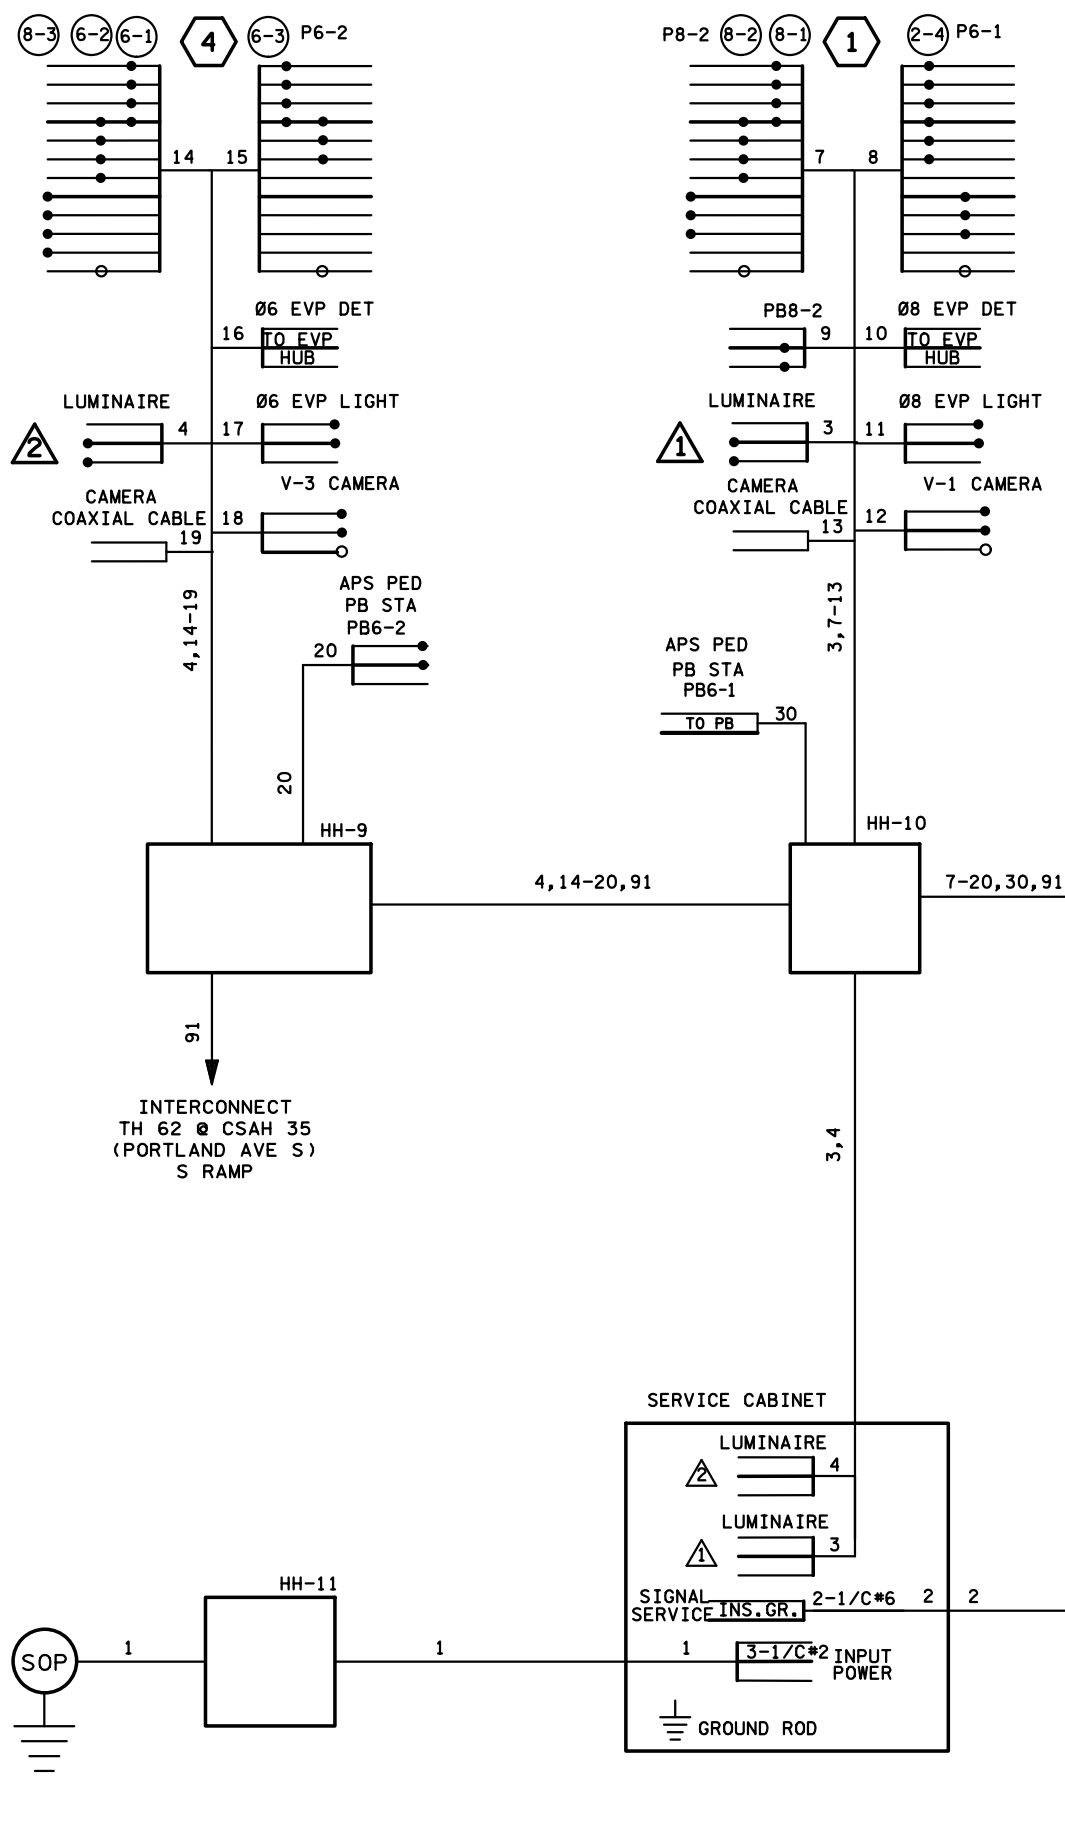 8-3 6-2 6-1 4 6-3 P6-2
P8-2 8-2 8-1 1 2-4 P6-1
14 15
7 8
Ø6 EVP DET
16 TO EVP
HUB
PB8-2
9 10
Ø8 EVP DET
TO EVP
HUB
LUMINAIRE
2 4 17
Ø6 EVP LIGHT
LUMINAIRE
1 3 11
Ø8 EVP LIGHT
V-3 CAMERA
CAMERA
COAXIAL CABLE
18
19
V-1 CAMERA
CAMERA
COAXIAL CABLE
12
13
4,14-19
APS PED
PB STA
PB6-2
20
20
3,7-13
APS PED
PB STA
PB6-1
TO PB
30
HH-9
HH-10
4,14-20,91
7-20,30,91
91
INTERCONNECT
TH 62 @ CSAH 35
(PORTLAND AVE S)
S RAMP
3,4
SERVICE CABINET
LUMINAIRE
2 4
LUMINAIRE
1 3
HH-11
SIGNAL
SERVICE
INS.GR.
2-1/C#6
2 2
SOP
1 1 1
3-1/C#2
INPUT
POWER
GROUND ROD